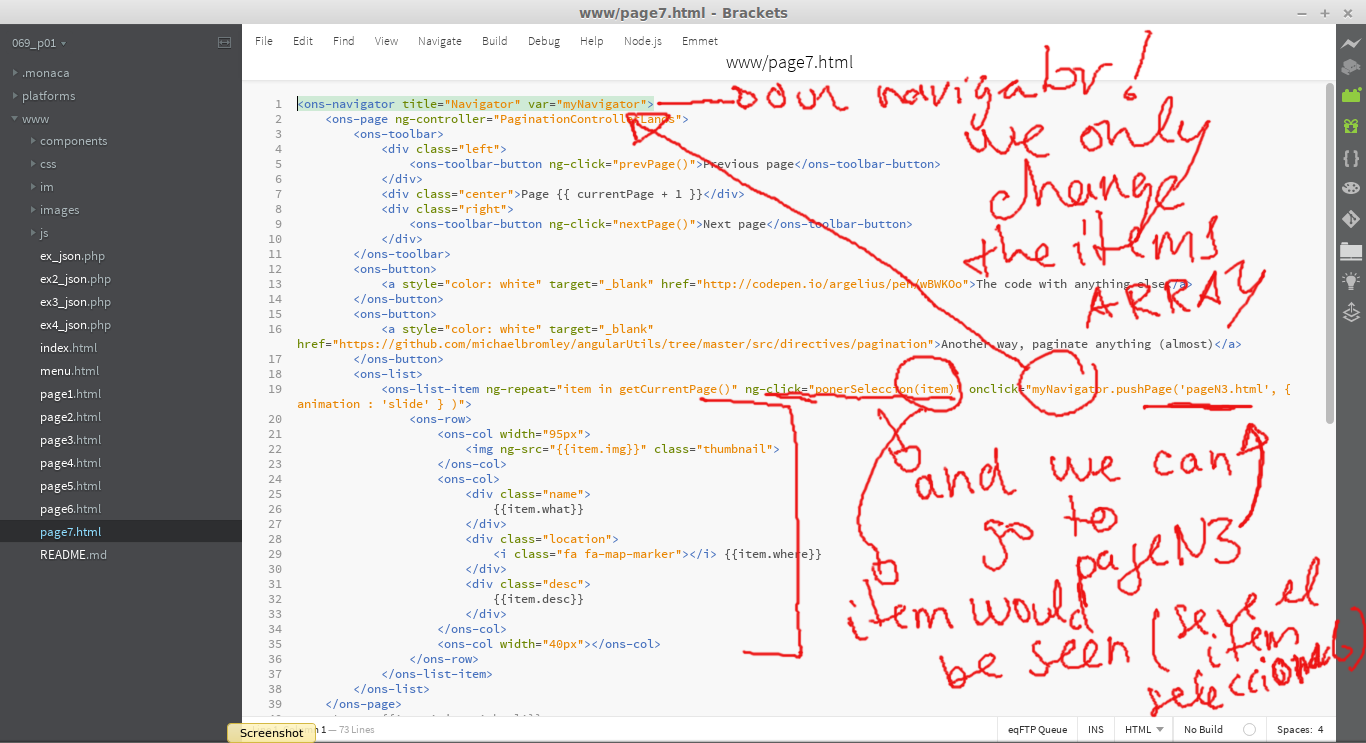 www/page7.html - Brackets
069_p01
File Edit Find View Navigate Build Debug Help Node.js Emmet
www/page7.html
.monaca
platforms
www
components
css
im
images
js
ex_json.php
ex2_json.php
ex3_json.php
ex4_json.php
index.html
menu.html
page1.html
page2.html
page3.html
page4.html
page5.html
page6.html
page7.html
README.md
1 <ons-navigator title="Navigator" var="myNavigator">
2 <ons-page ng-controller="PaginationControllerLands">
3 <ons-toolbar>
4 <div class="left">
5 <ons-toolbar-button ng-click="prevPage()">Previous page</ons-toolbar-button>
6 </div>
7 <div class="center">Page {{ currentPage + 1 }}</div>
8 <div class="right">
9 <ons-toolbar-button ng-click="nextPage()">Next page</ons-toolbar-button>
10 </div>
11 </ons-toolbar>
12 <ons-button>
13 <a style="color: white" target="_blank" href="http://codepen.io/argelius/pen/wBWKOo">The code with anything else</a>
14 </ons-button>
15 <ons-button>
16 <a style="color: white" target="_blank"
href="https://github.com/michaelbromley/angularUtils/tree/master/src/directives/pagination">Another way, paginate anything (almost)</a>
17 </ons-button>
18 <ons-list>
19 <ons-list-item ng-repeat="item in getCurrentPage()" ng-click="ponerSeleccion(item)" onclick="myNavigator.pushPage('pageN3.html', {
animation : 'slide' } )">
20 <ons-row>
21 <ons-col width="95px">
22 <img ng-src="{{item.img}}" class="thumbnail">
23 </ons-col>
24 <ons-col>
25 <div class="name">
26 {{item.what}}
27 </div>
28 <div class="location">
29 <i class="fa fa-map-marker"></i> {{item.where}}
30 </div>
31 <div class="desc">
32 {{item.desc}}
33 </div>
34 </ons-col>
35 <ons-col width="40px"></ons-col>
36 </ons-row>
37 </ons-list-item>
38 </ons-list>
39 </ons-page>
our navigator!
we only
change
the items
ARRAY
and we can
go to
pageN3
item would
be seen (se ve el
item
seleccionado)
Screenshot
1 — 73 Lines
eqFTP Queue INS HTML No Build Spaces: 4